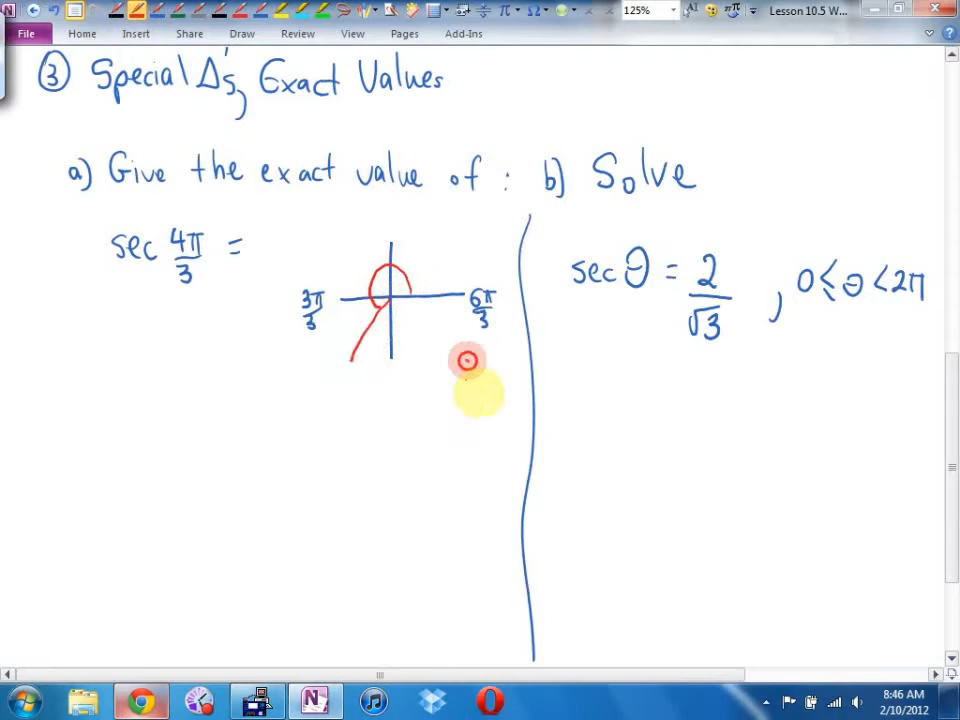 125%
Lesson 10.5 W...
File Home Insert Share Draw Review View Pages Add-Ins
③ Special Δ's, Exact Values
a) Give the exact value of : b) Solve
sec 4π/3 =
3π/3
6π/3
sec θ = 2/√3 , 0 ≤ θ < 2π
8:46 AM
2/10/2012